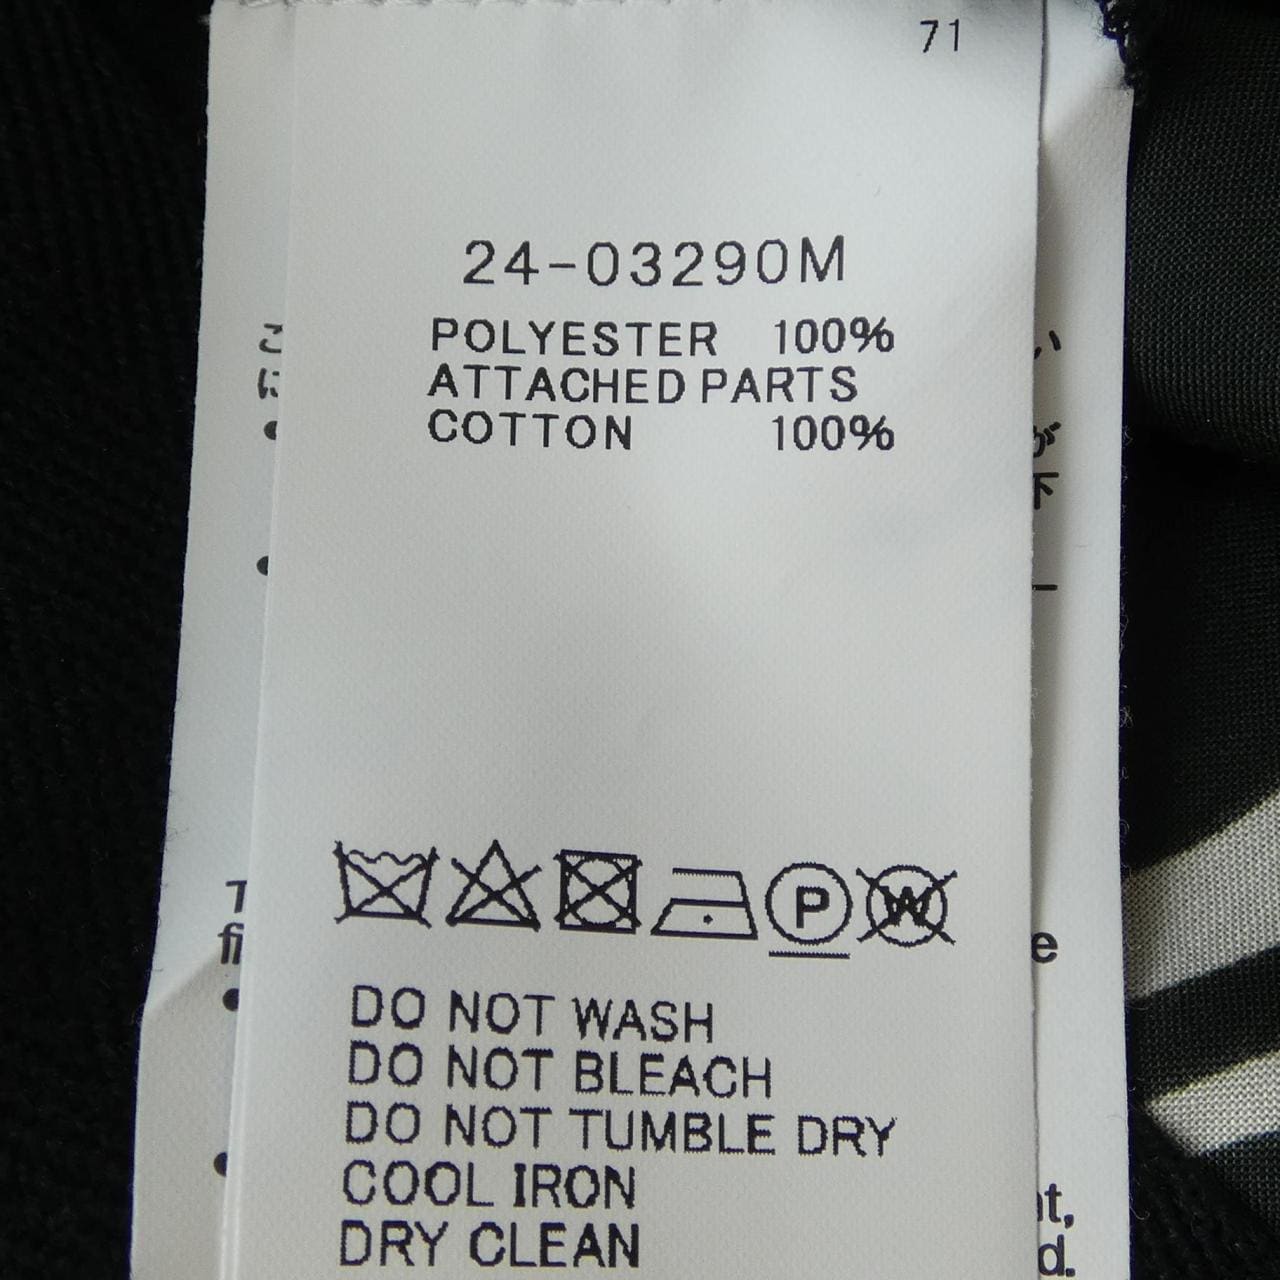 71
24-03290M
POLYESTER 100%
ATTACHED PARTS
COTTON 100%
P
W
DO NOT WASH
DO NOT BLEACH
DO NOT TUMBLE DRY
COOL IRON
DRY CLEAN